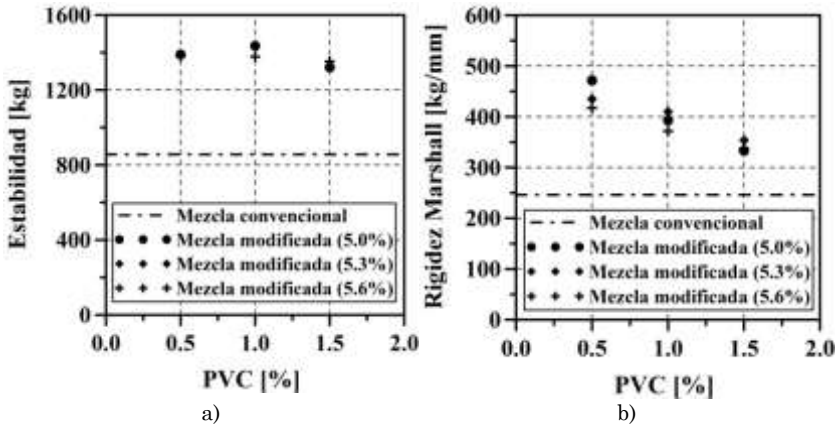 Estabilidad [kg]
1600
1200
800
400
0
Mezcla convencional
Mezcla modificada (5.0%)
Mezcla modificada (5.3%)
Mezcla modificada (5.6%)
0.0 0.5 1.0 1.5 2.0
PVC [%]
a)
Rigidez Marshall [kg/mm]
600
500
400
300
200
100
0
Mezcla convencional
Mezcla modificada (5.0%)
Mezcla modificada (5.3%)
Mezcla modificada (5.6%)
0.0 0.5 1.0 1.5 2.0
PVC [%]
b)